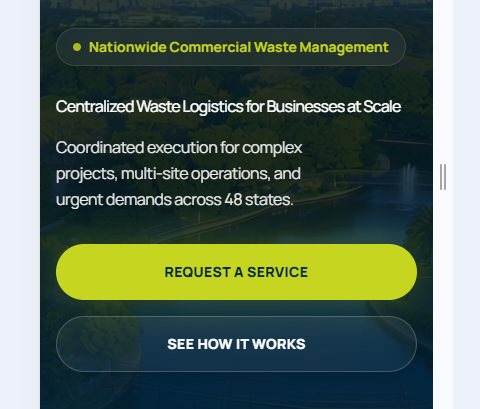 Nationwide Commercial Waste Management
Centralized Waste Logistics for Businesses at Scale
Coordinated execution for complex
projects, multi-site operations, and
urgent demands across 48 states.
REQUEST A SERVICE
SEE HOW IT WORKS